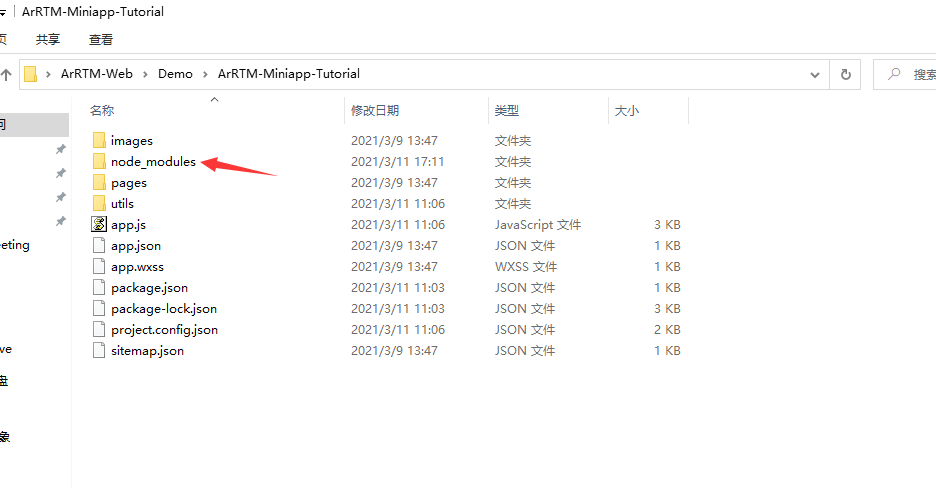 ArRTM-Miniapp-Tutorial
页 共享 查看
ArRTM-Web Demo ArRTM-Miniapp-Tutorial 搜索
名称 修改日期 类型 大小
问
images 2021/3/9 13:47 文件夹
node_modules 2021/3/11 17:11 文件夹
pages 2021/3/9 13:47 文件夹
utils 2021/3/11 11:06 文件夹
app.js 2021/3/11 11:06 JavaScript 文件 3 KB
eeting app.json 2021/3/9 13:47 JSON 文件 1 KB
app.wxss 2021/3/9 13:47 WXSS 文件 1 KB
package.json 2021/3/11 11:03 JSON 文件 1 KB
package-lock.json 2021/3/11 11:03 JSON 文件 3 KB
project.config.json 2021/3/11 11:06 JSON 文件 2 KB
ve sitemap.json 2021/3/9 13:47 JSON 文件 1 KB
盘
象